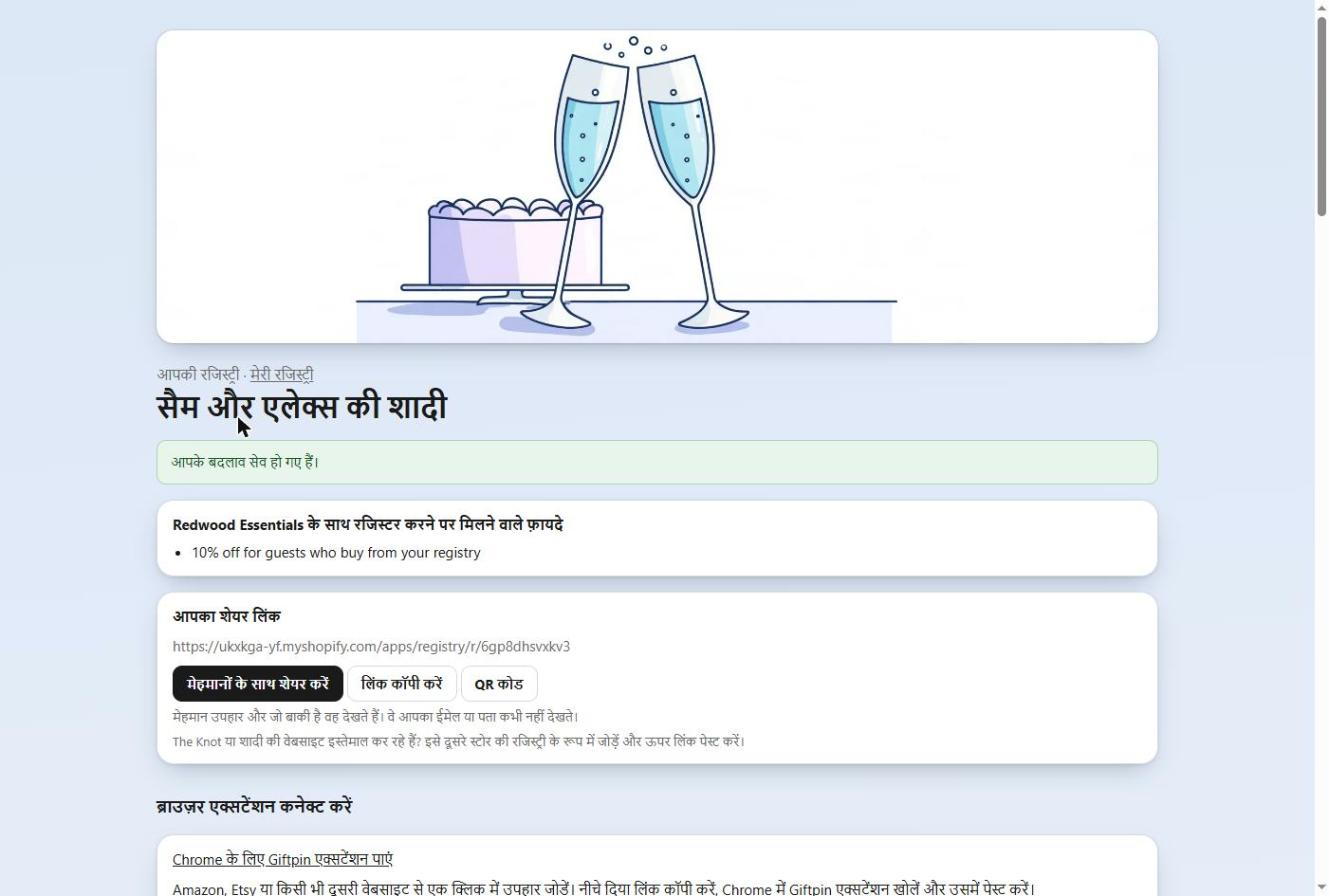 आपकी रजिस्ट्री · मेरी रजिस्ट्री
सैम और एलेक्स की शादी
आपके बदलाव सेव हो गए हैं।
Redwood Essentials के साथ रजिस्टर करने पर मिलने वाले फ़ायदे
• 10% off for guests who buy from your registry
आपका शेयर लिंक
https://ukxkga-yf.myshopify.com/apps/registry/r/6gp8dhsvxkv3
मेहमानों के साथ शेयर करें लिंक कॉपी करें QR कोड
मेहमान उपहार और जो बाकी है वह देखते हैं। वे आपका ईमेल या पता कभी नहीं देखते।
The Knot या शादी की वेबसाइट इस्तेमाल कर रहे हैं? इसे दूसरे स्टोर की रजिस्ट्री के रूप में जोड़ें और ऊपर लिंक पेस्ट करें।
ब्राउज़र एक्सटेंशन कनेक्ट करें
Chrome के लिए Giftpin एक्सटेंशन पाएं
Amazon, Etsy या किसी भी दूसरी वेबसाइट से एक क्लिक में उपहार जोड़ें। नीचे दिया लिंक कॉपी करें, Chrome में Giftpin एक्सटेंशन खोलें और उसमें पेस्ट करें।